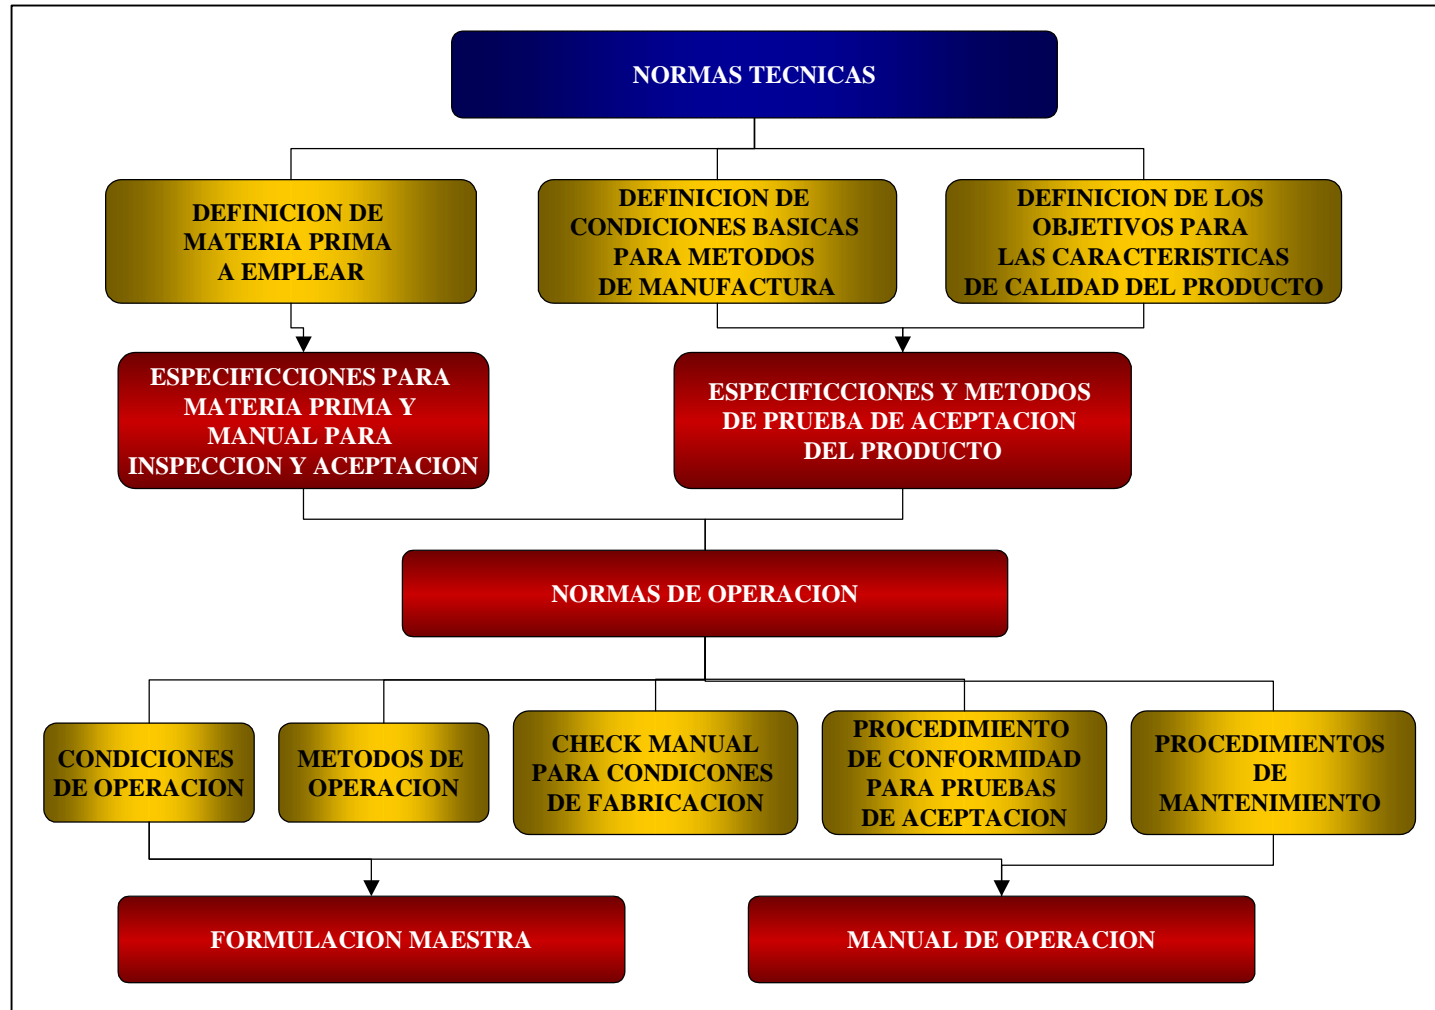 NORMAS TECNICAS
DEFINICION DE
MATERIA PRIMA
A EMPLEAR
DEFINICION DE
CONDICIONES BASICAS
PARA METODOS
DE MANUFACTURA
DEFINICION DE LOS
OBJETIVOS PARA
LAS CARACTERISTICAS
DE CALIDAD DEL PRODUCTO
ESPECIFICCIONES PARA
MATERIA PRIMA Y
MANUAL PARA
INSPECCION Y ACEPTACION
ESPECIFICCIONES Y METODOS
DE PRUEBA DE ACEPTACION
DEL PRODUCTO
NORMAS DE OPERACION
CONDICIONES
DE OPERACION
METODOS DE
OPERACION
CHECK MANUAL
PARA CONDICONES
DE FABRICACION
PROCEDIMIENTO
DE CONFORMIDAD
PARA PRUEBAS
DE ACEPTACION
PROCEDIMIENTOS
DE
MANTENIMIENTO
FORMULACION MAESTRA
MANUAL DE OPERACION